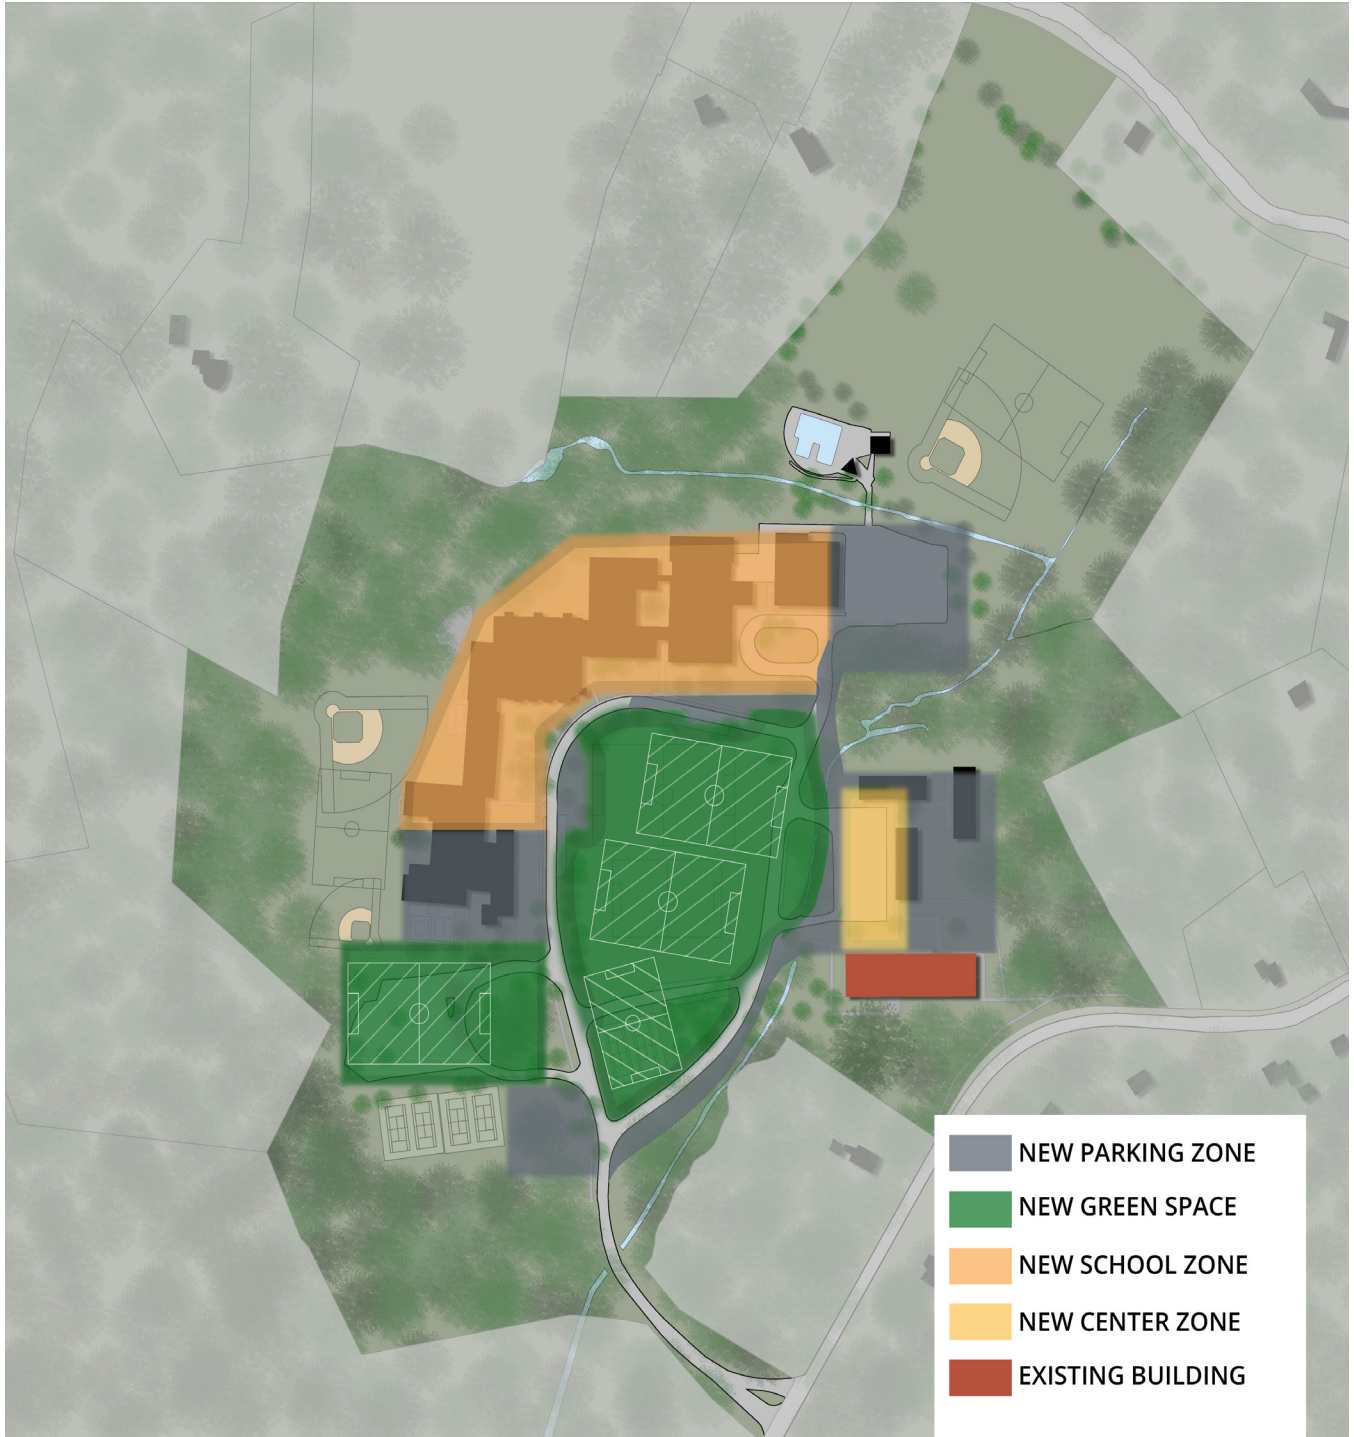 NEW PARKING ZONE
NEW GREEN SPACE
NEW SCHOOL ZONE
NEW CENTER ZONE
EXISTING BUILDING